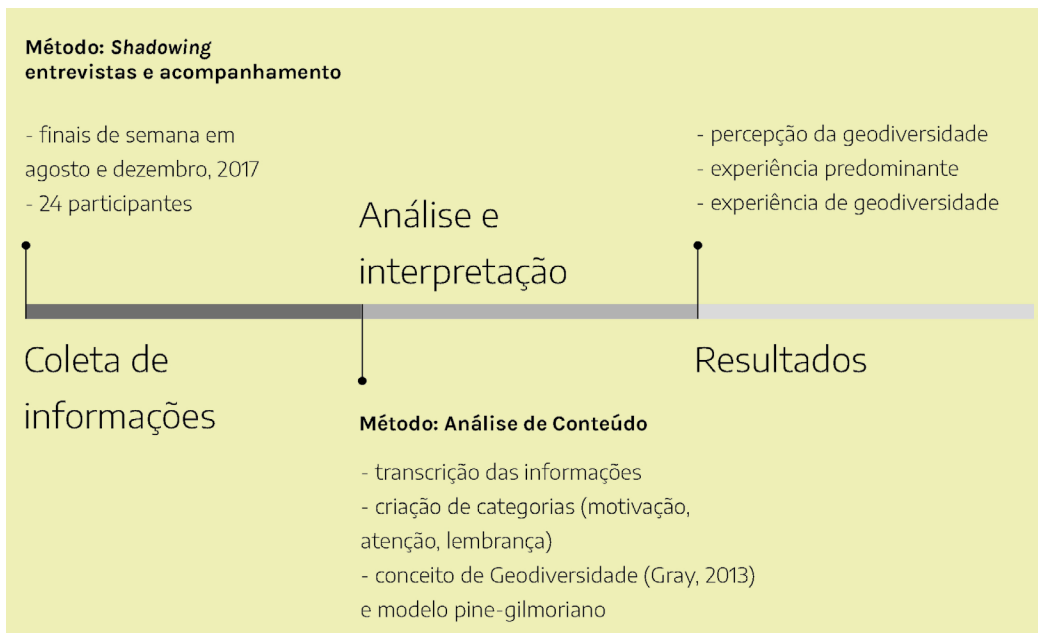 Método: Shadowing
entrevistas e acompanhamento
- finais de semana em
agosto e dezembro, 2017
- 24 participantes
Coleta de
informações
Análise e
interpretação
Método: Análise de Conteúdo
- transcrição das informações
- criação de categorias (motivação,
atenção, lembrança)
- conceito de Geodiversidade (Gray, 2013)
e modelo pine-gilmoriano
- percepção da geodiversidade
- experiência predominante
- experiência de geodiversidade
Resultados